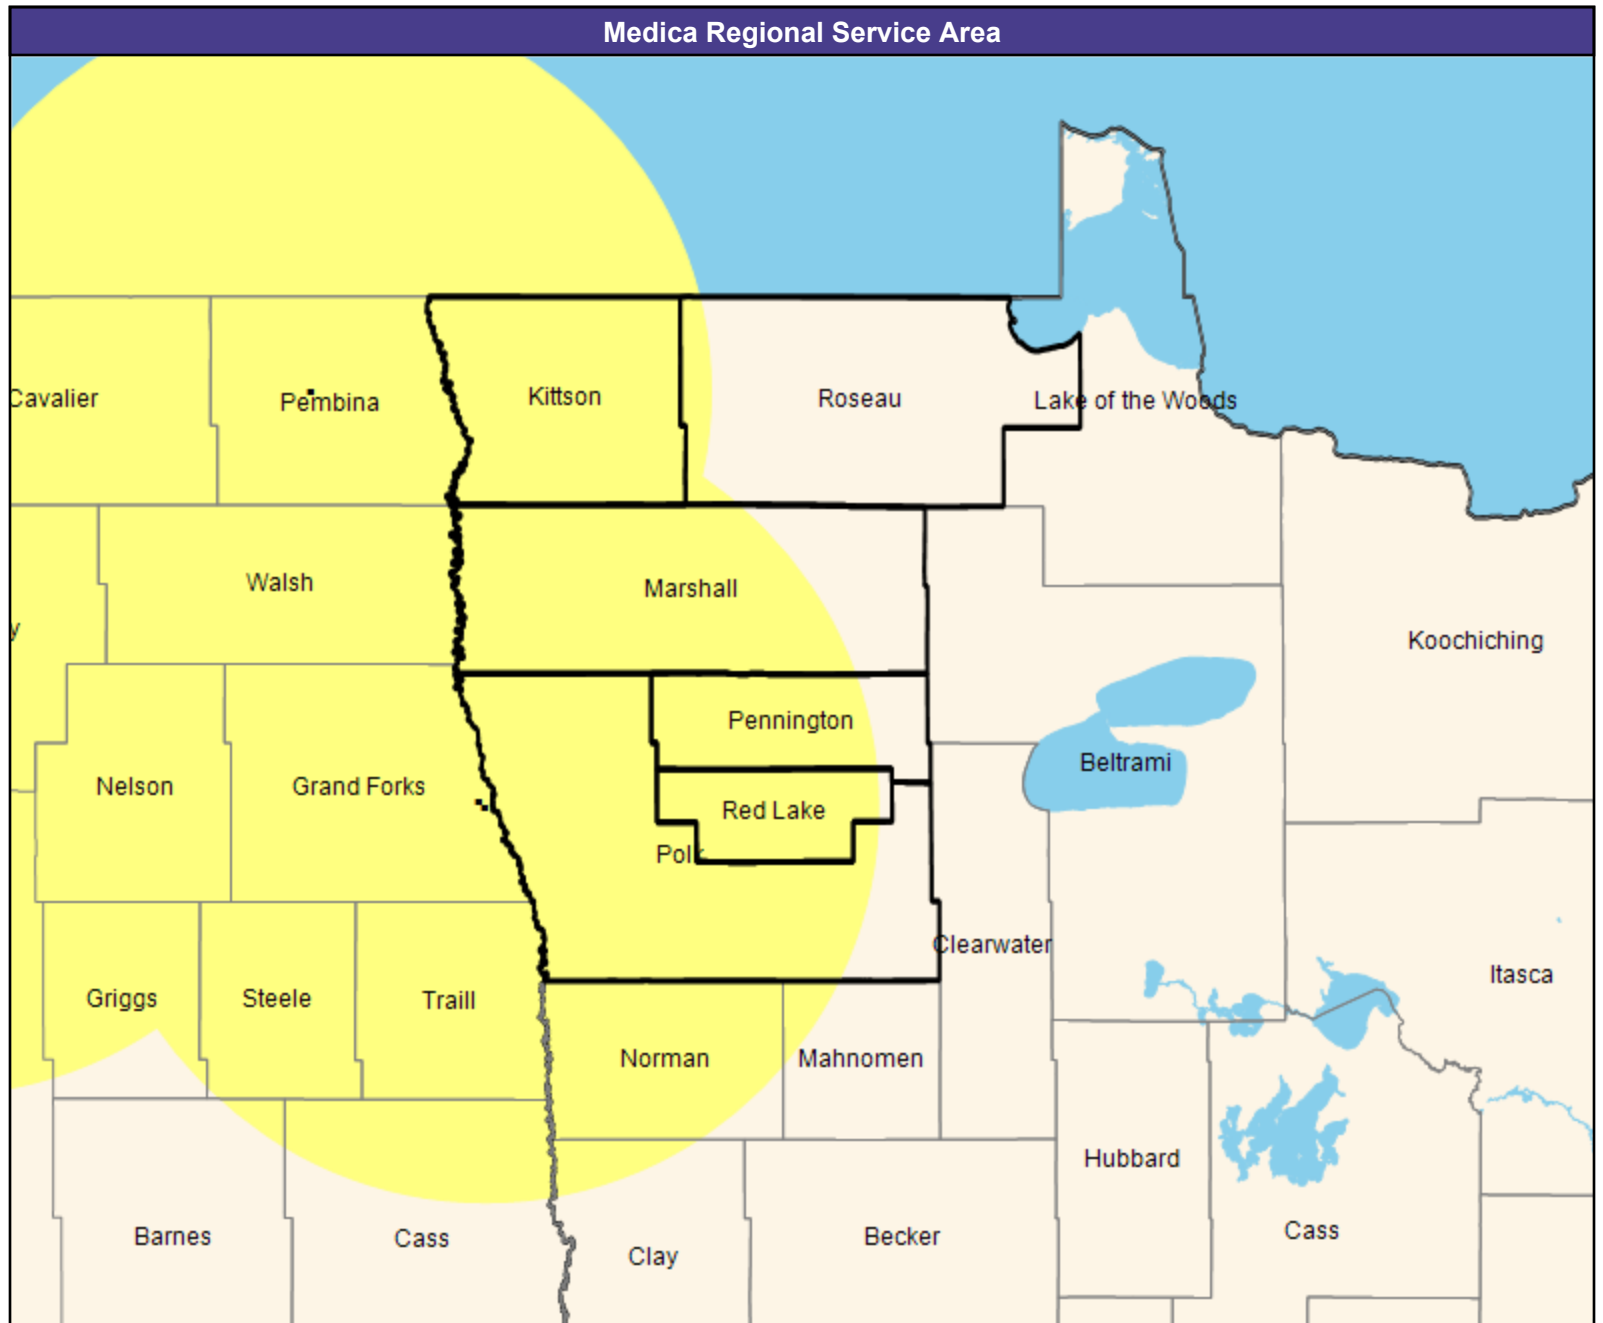 Medica Regional Service Area
Cavalier
Pembina
Kittson
Roseau
Lake of the Woods
Walsh
Marshall
y
Koochiching
Pennington
Beltrami
Nelson
Grand Forks
Red Lake
Polk
Clearwater
Itasca
Griggs
Steele
Traill
Norman
Mahnomen
Hubbard
Barnes
Cass
Clay
Becker
Cass